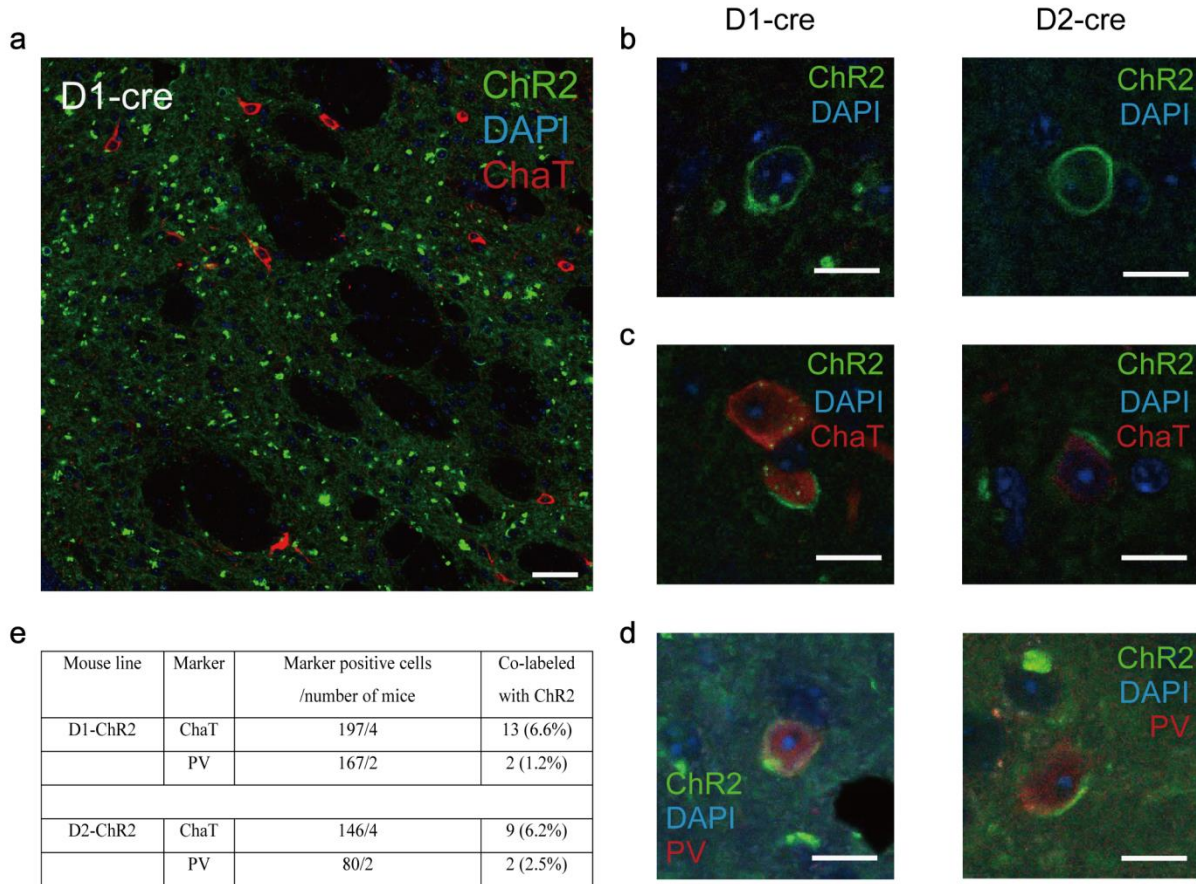 a
D1-cre
ChR2
DAPI
ChaT
D1-cre
D2-cre
b
ChR2
DAPI
ChR2
DAPI
c
ChR2
DAPI
ChaT
ChR2
DAPI
ChaT
e
Mouse line Marker Marker positive cells /number of mice Co-labeled with ChR2
D1-ChR2 ChaT 197/4 13 (6.6%)
PV 167/2 2 (1.2%)
D2-ChR2 ChaT 146/4 9 (6.2%)
PV 80/2 2 (2.5%)
d
ChR2
DAPI
PV
ChR2
DAPI
PV